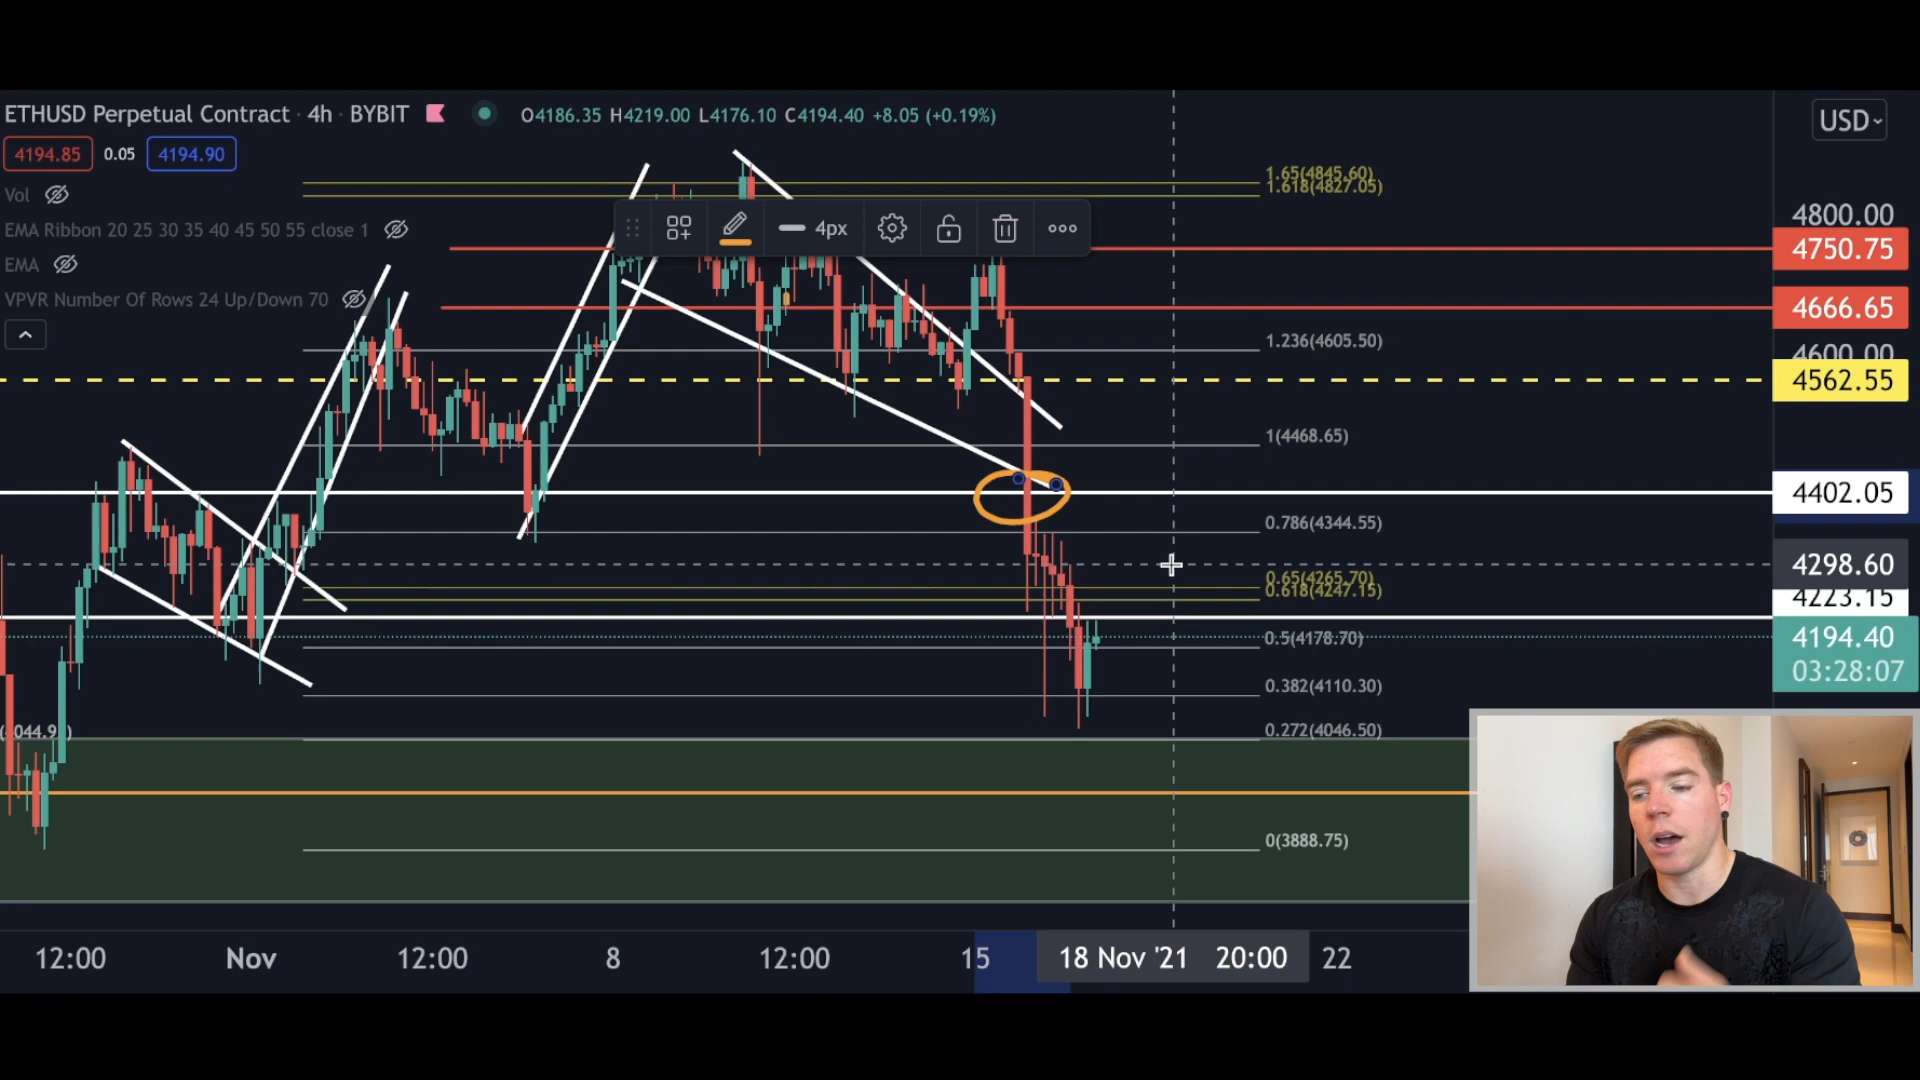 ETHUSD Perpetual Contract · 4h · BYBIT O4186.35 H4219.00 L4176.10 C4194.40 +8.05 (+0.19%)
USD
4194.85 0.05 4194.90
Vol
EMA Ribbon 20 25 30 35 40 45 50 55 close 1
EMA
VPVR Number Of Rows 24 Up/Down 70
4px
1.65(4845.60)
1.618(4827.05)
4800.00
4750.75
4666.65
1.236(4605.50)
4600.00
4562.55
1(4468.65)
4402.05
0.786(4344.55)
4298.60
0.65(4265.70)
0.618(4247.15)
4223.15
0.5(4178.70)
4194.40
03:28:07
0.382(4110.30)
0.272(4046.50)
0(3888.75)
12:00 Nov 12:00 8 12:00 15 18 Nov '21 20:00 22